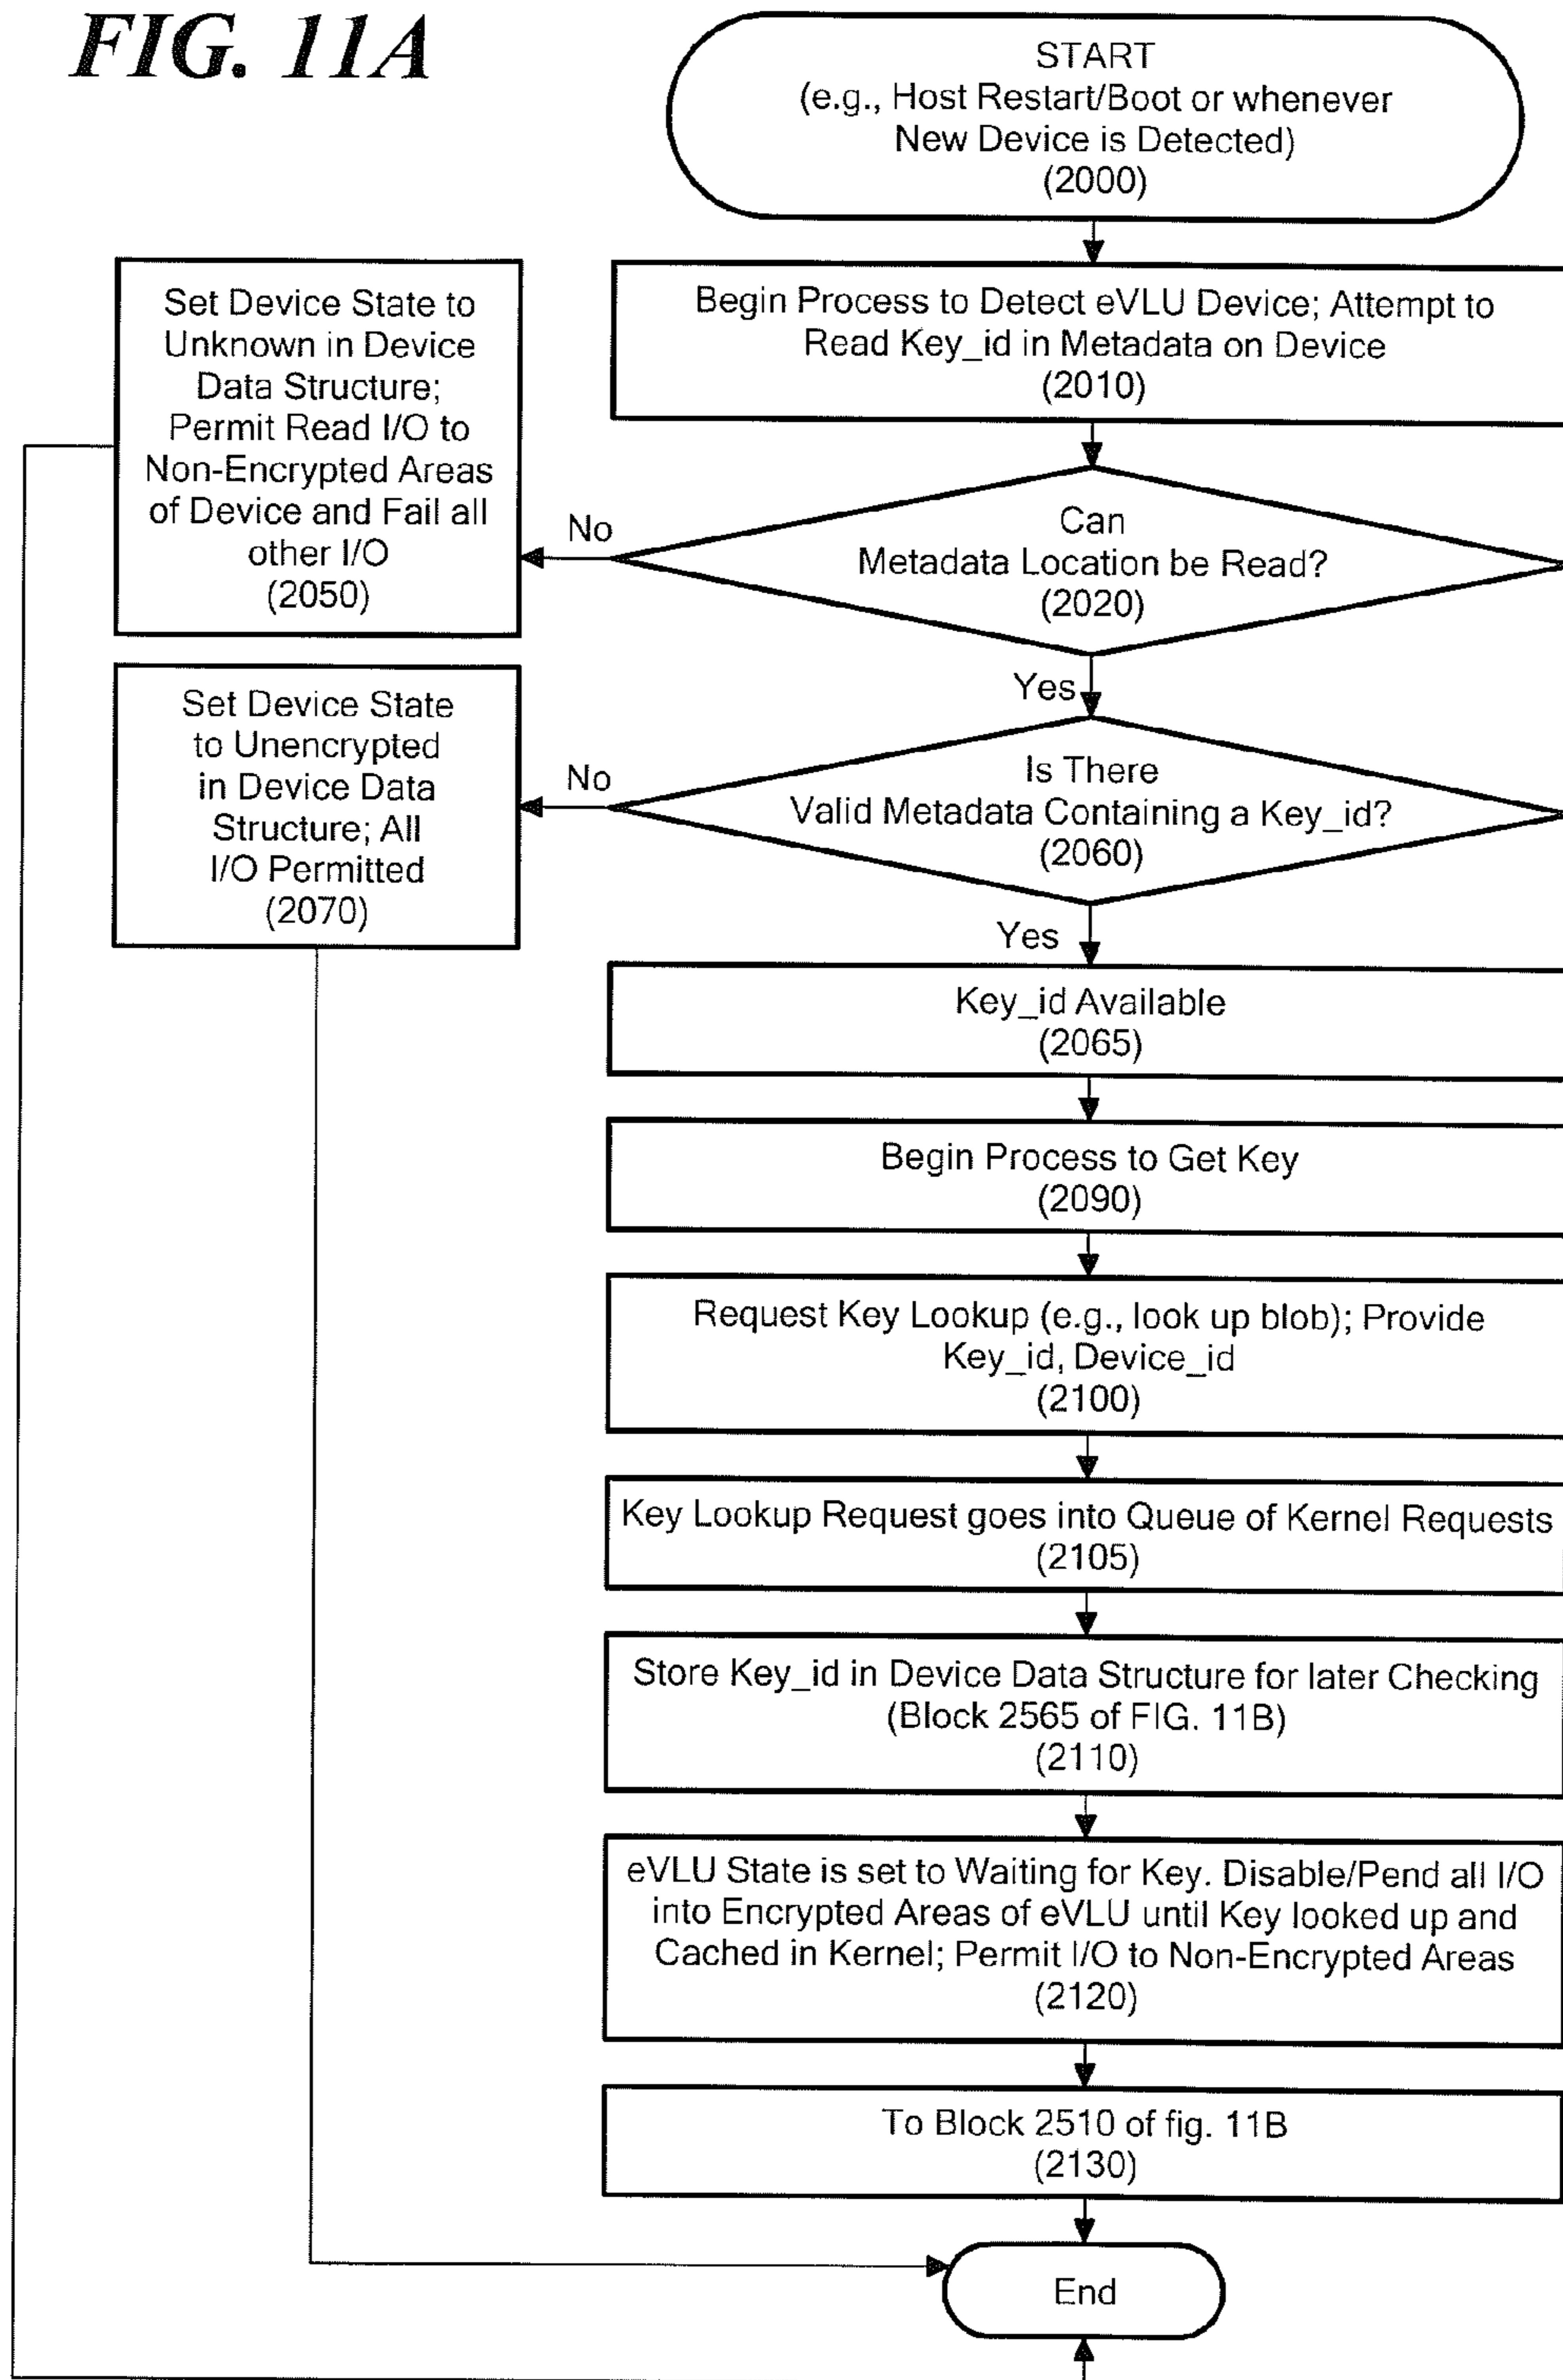 FIG. 11A
START
(e.g., Host Restart/Boot or whenever
New Device is Detected)
(2000)
Begin Process to Detect eVLU Device; Attempt to
Read Key_id in Metadata on Device
(2010)
Set Device State to
Unknown in Device
Data Structure;
Permit Read I/O to
Non-Encrypted Areas
of Device and Fail all
other I/O
(2050)
No
Can
Metadata Location be Read?
(2020)
Yes
Set Device State
to Unencrypted
in Device Data
Structure; All
I/O Permitted
(2070)
No
Is There
Valid Metadata Containing a Key_id?
(2060)
Yes
Key_id Available
(2065)
Begin Process to Get Key
(2090)
Request Key Lookup (e.g., look up blob); Provide
Key_id, Device_id
(2100)
Key Lookup Request goes into Queue of Kernel Requests
(2105)
Store Key_id in Device Data Structure for later Checking
(Block 2565 of FIG. 11B)
(2110)
eVLU State is set to Waiting for Key. Disable/Pend all I/O
into Encrypted Areas of eVLU until Key looked up and
Cached in Kernel; Permit I/O to Non-Encrypted Areas
(2120)
To Block 2510 of fig. 11B
(2130)
End